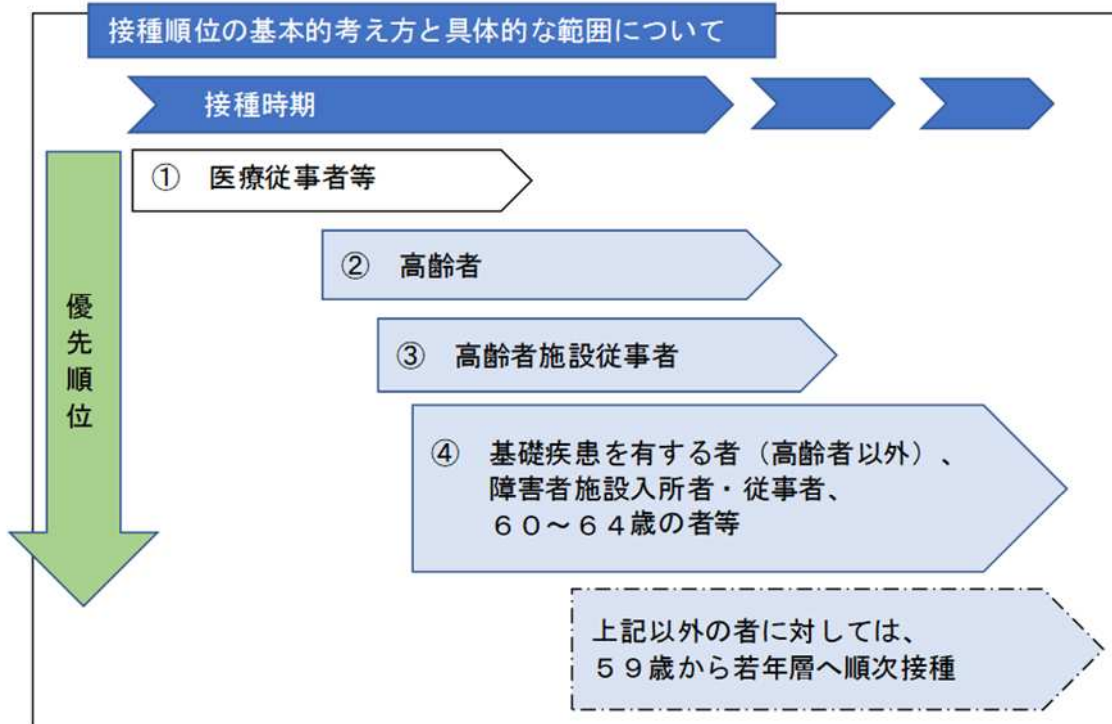 接種順位の基本的考え方と具体的な範囲について
接種時期
① 医療従事者等
② 高齢者
優先順位
③ 高齢者施設従事者
④ 基礎疾患を有する者（高齢者以外）、
障害者施設入所者・従事者、
６０～６４歳の者等
上記以外の者に対しては、
５９歳から若年層へ順次接種